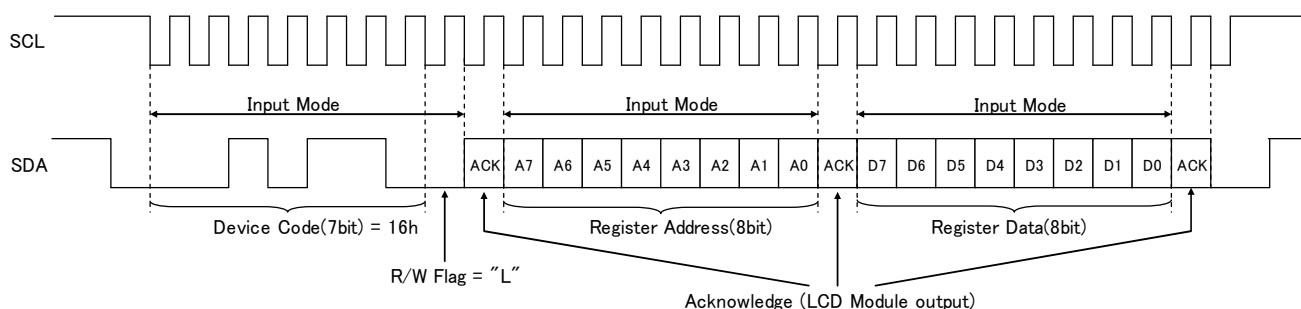 SCL
Input Mode Input Mode Input Mode
SDA ACK A7 A6 A5 A4 A3 A2 A1 A0 ACK D7 D6 D5 D4 D3 D2 D1 D0 ACK
Device Code(7bit) = 16h Register Address(8bit) Register Data(8bit)
R/W Flag = "L"
Acknowledge (LCD Module output)